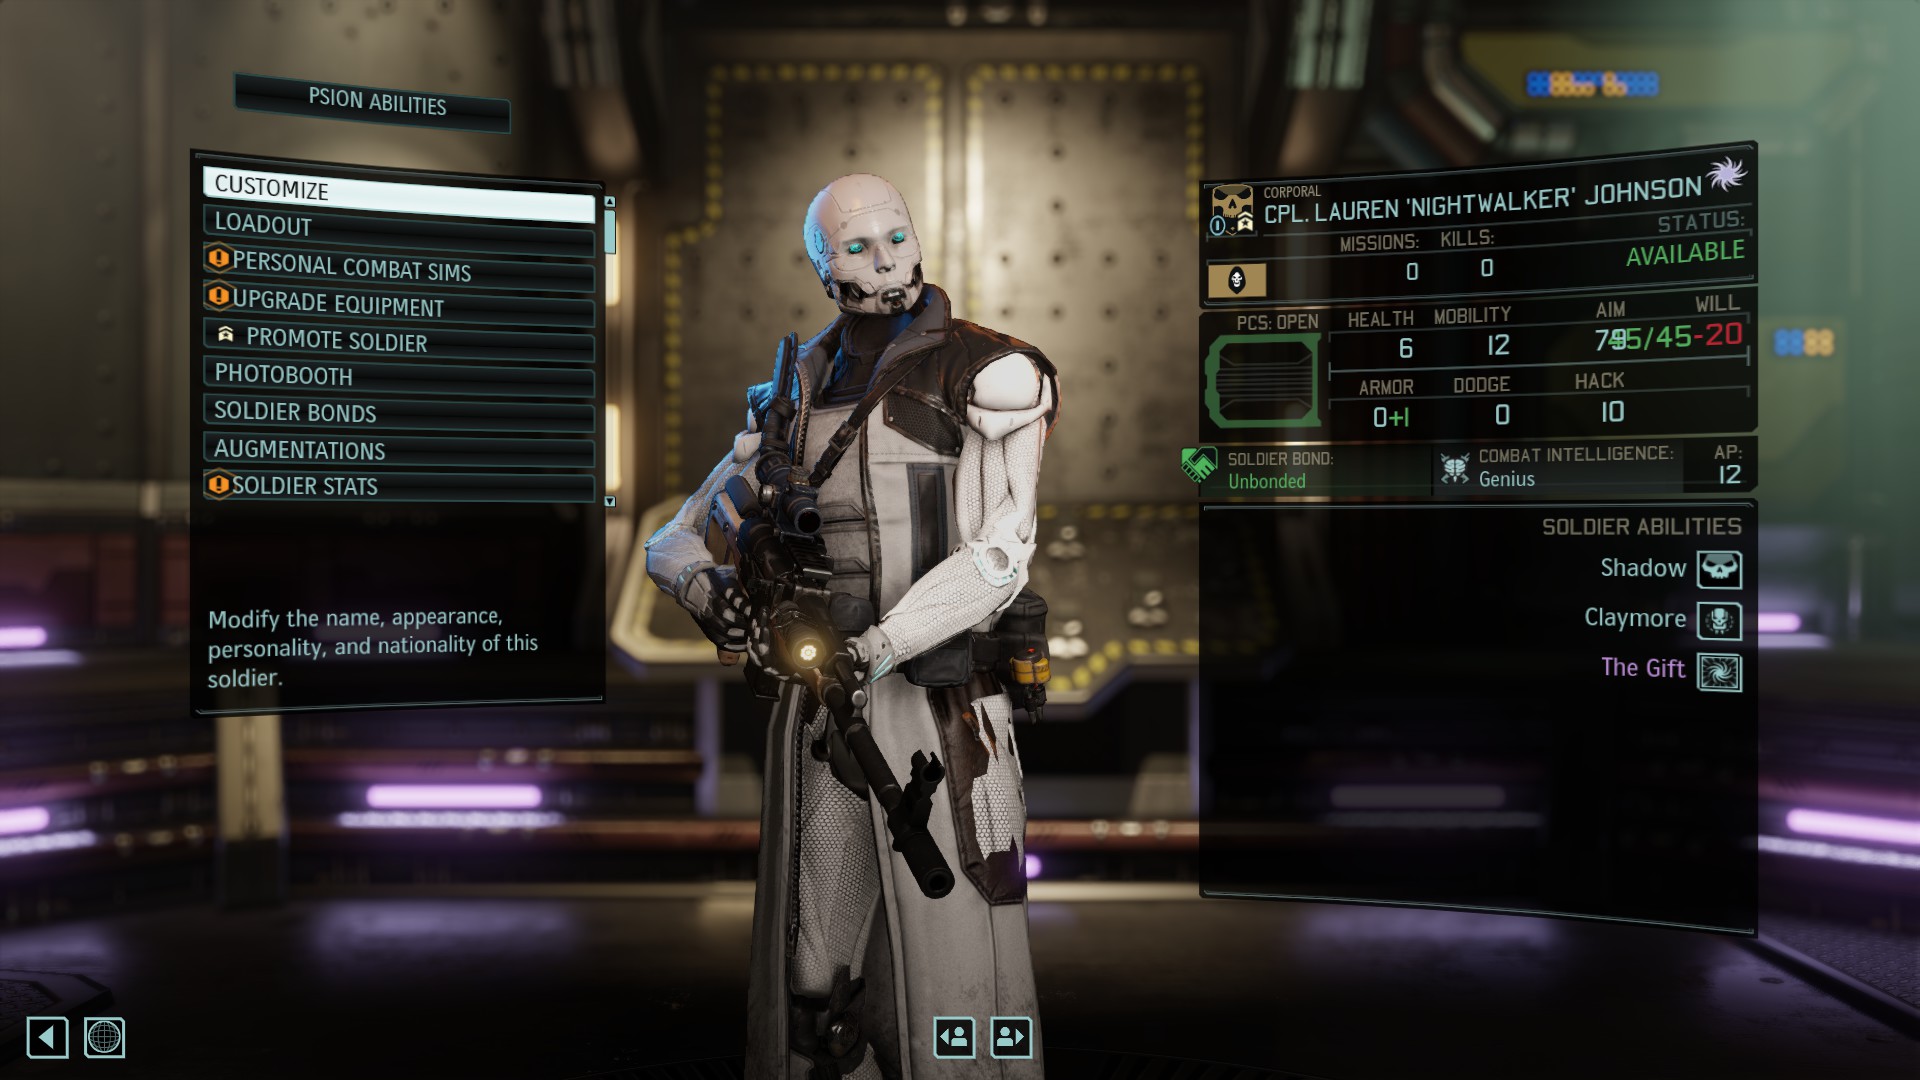 PSION ABILITIES
CUSTOMIZE
LOADOUT
PERSONAL COMBAT SIMS
UPGRADE EQUIPMENT
PROMOTE SOLDIER
PHOTOBOOTH
SOLDIER BONDS
AUGMENTATIONS
SOLDIER STATS
Modify the name, appearance,
personality, and nationality of this
soldier.
CORPORAL
CPL. LAUREN 'NIGHTWALKER' JOHNSON
STATUS:
MISSIONS: KILLS:
AVAILABLE
0 0
PCS: OPEN HEALTH MOBILITY AIM WILL
6 12 79 45/45-20
ARMOR DODGE HACK
0+1 0 10
SOLDIER BOND: COMBAT INTELLIGENCE: AP:
Unbonded Genius 12
SOLDIER ABILITIES
Shadow
Claymore
The Gift